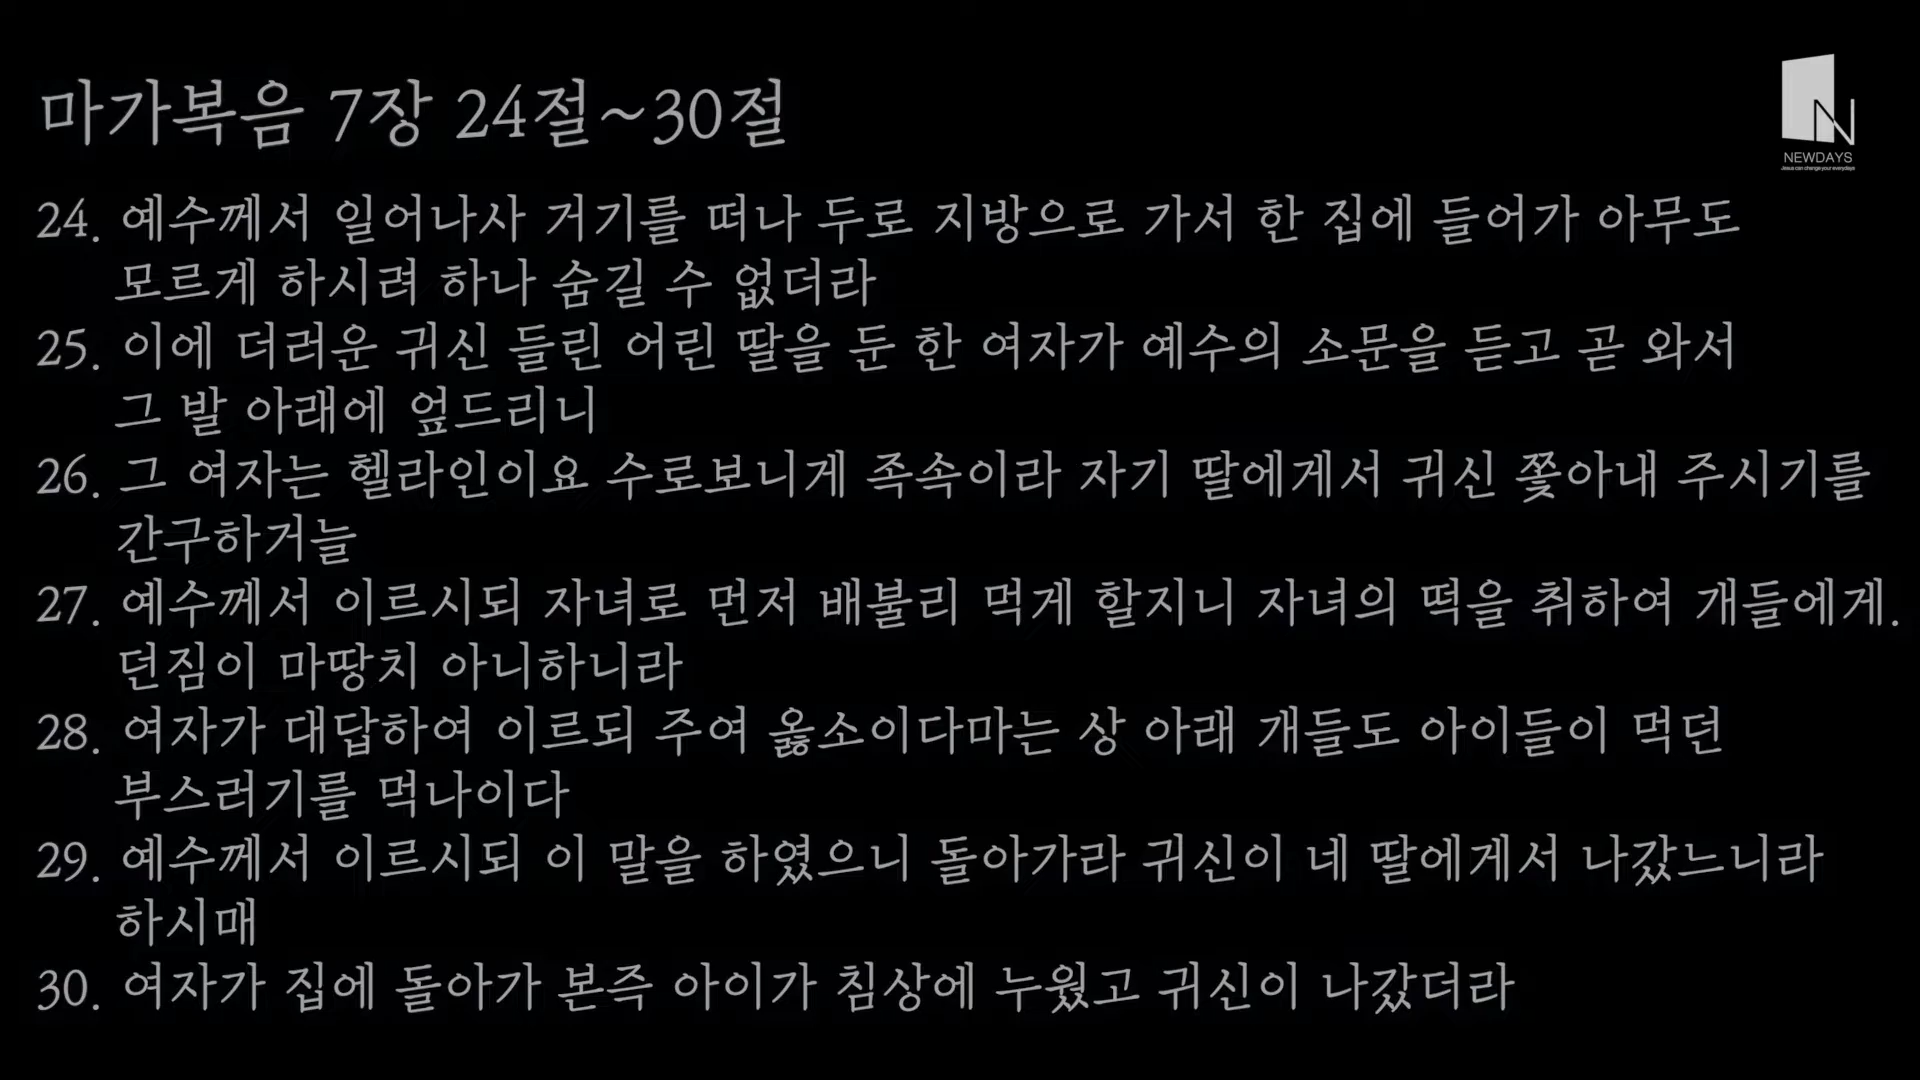 마가복음 7장 24절~30절
NEWDAYS
Jesus can change your everydays
24. 예수께서 일어나사 거기를 떠나 두로 지방으로 가서 한 집에 들어가 아무도
모르게 하시려 하나 숨길 수 없더라
25. 이에 더러운 귀신 들린 어린 딸을 둔 한 여자가 예수의 소문을 듣고 곧 와서
그 발 아래에 엎드리니
26. 그 여자는 헬라인이요 수로보니게 족속이라 자기 딸에게서 귀신 쫓아내 주시기를
간구하거늘
27. 예수께서 이르시되 자녀로 먼저 배불리 먹게 할지니 자녀의 떡을 취하여 개들에게.
던짐이 마땅치 아니하니라
28. 여자가 대답하여 이르되 주여 옳소이다마는 상 아래 개들도 아이들이 먹던
부스러기를 먹나이다
29. 예수께서 이르시되 이 말을 하였으니 돌아가라 귀신이 네 딸에게서 나갔느니라
하시매
30. 여자가 집에 돌아가 본즉 아이가 침상에 누웠고 귀신이 나갔더라